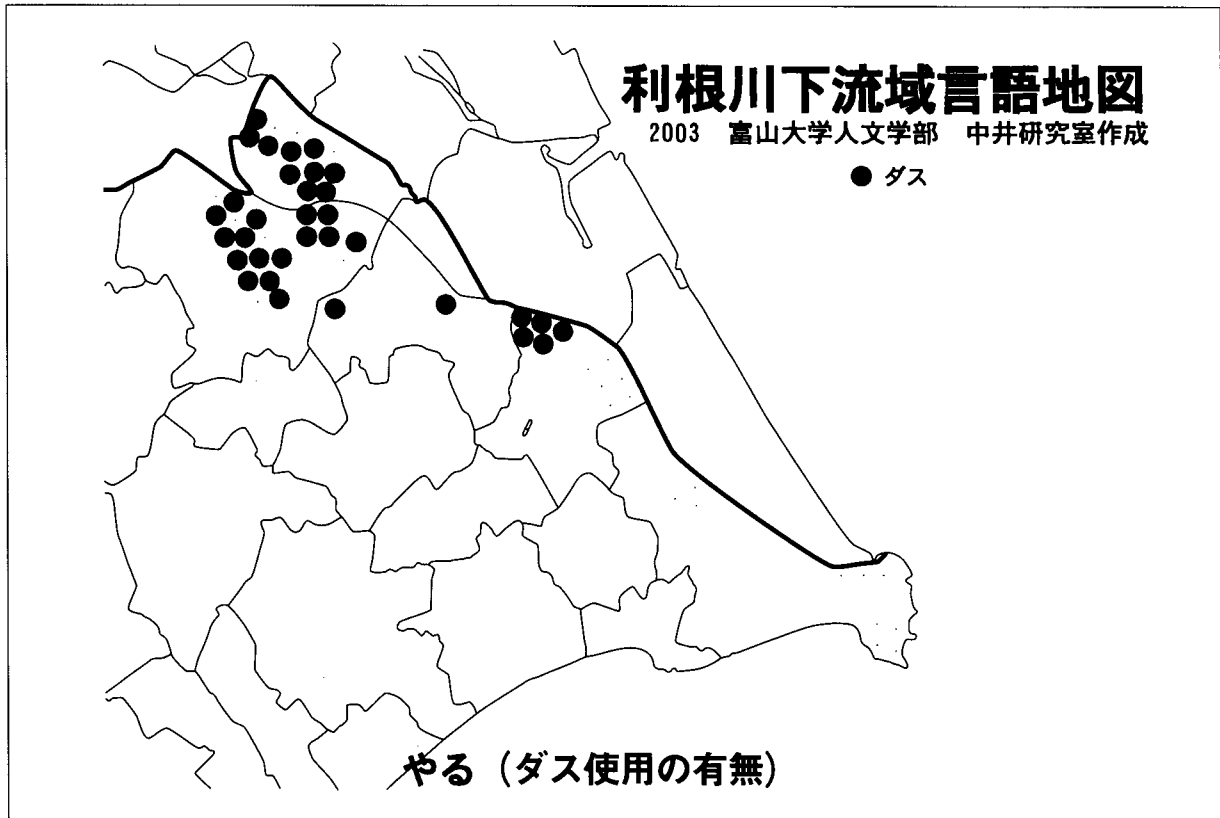 利根川下流域言語地図
2003 富山大学人文学部 中井研究室作成
● ダス
やる（ダス使用の有無）